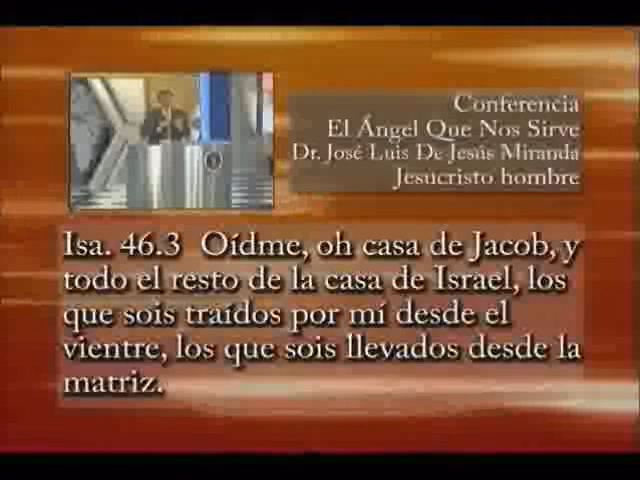 Conferencia
El Ángel Que Nos Sirve
Dr. José Luis De Jesús Miranda
Jesucristo hombre
Isa. 46.3 Oídme, oh casa de Jacob, y
todo el resto de la casa de Israel, los
que sois traídos por mí desde el
vientre, los que sois llevados desde la
matriz.